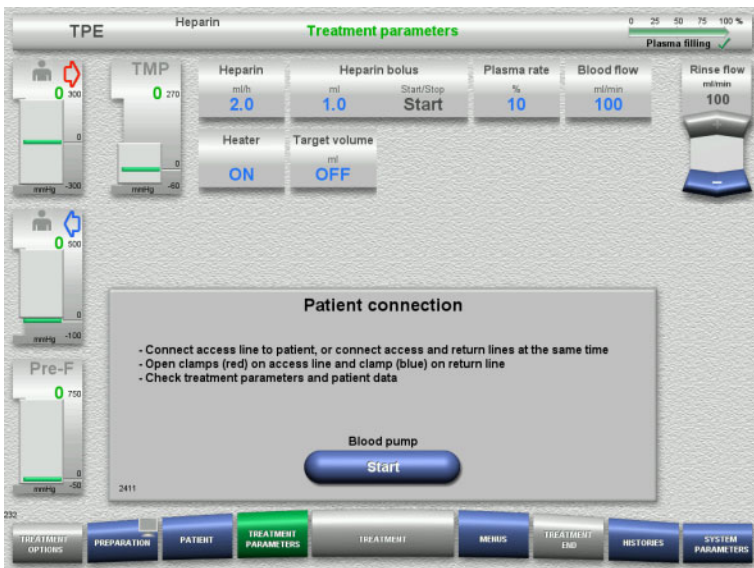 TPE
Heparin
Treatment parameters
0 25 50 75 100 %
Plasma filling
0 300
0
mmHg -300
TMP
0 270
0
mmHg -60
Heparin
ml/h
2.0
Heparin bolus
ml Start/Stop
1.0 Start
Plasma rate
%
10
Blood flow
ml/min
100
Rinse flow
ml/min
100
Heater
ON
Target volume
ml
OFF
0 500
0
mmHg -100
Pre-F
0 750
0
mmHg -50
Patient connection
- Connect access line to patient, or connect access and return lines at the same time
- Open clamps (red) on access line and clamp (blue) on return line
- Check treatment parameters and patient data
Blood pump
Start
2411
232
TREATMENT
OPTIONS
PREPARATION
PATIENT
TREATMENT
PARAMETERS
TREATMENT
MENUS
TREATMENT
END
HISTORIES
SYSTEM
PARAMETERS